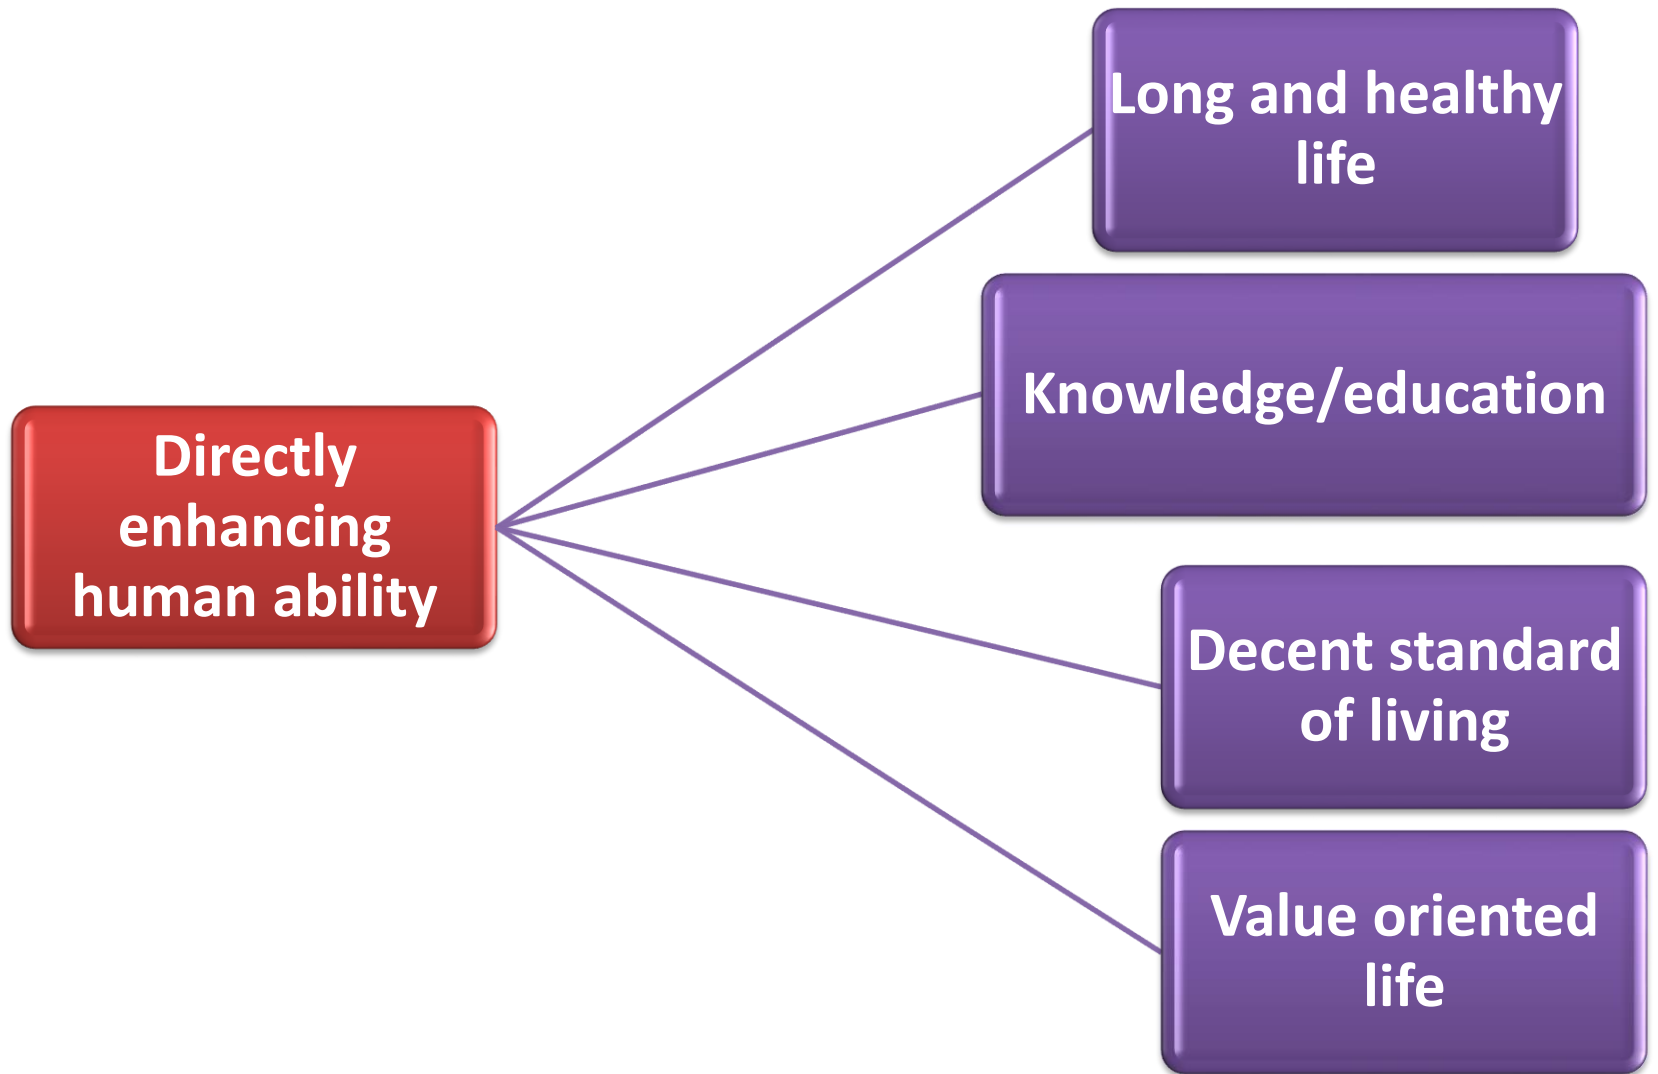 Long and healthy
life
Knowledge/education
Directly
enhancing
human ability
Decent standard
of living
Value oriented
life